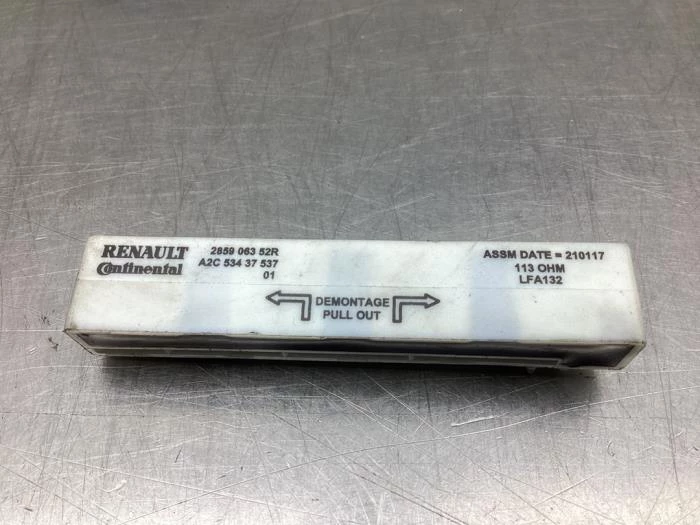 RENAULT
Continental
2859 063 52R
A2C 534 37 537
01
ASSM DATE = 210117
113 OHM
LFA132
DEMONTAGE
PULL OUT